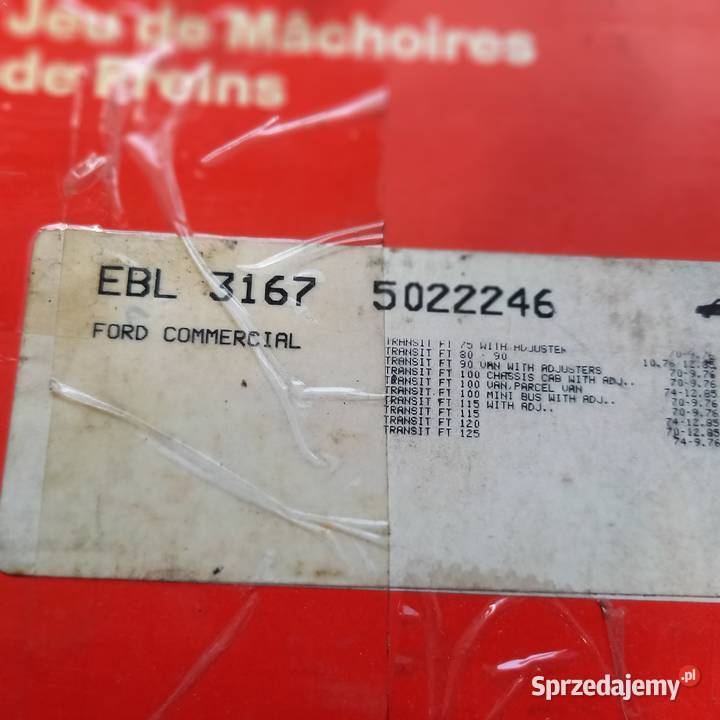 Jeu de Mâchoires
de Freins
EBL 3167 5022246
FORD COMMERCIAL
TRANSIT FT 75 WITH ADJUSTER
TRANSIT FT 80 - 90 70-9.76
TRANSIT FT 90 VAN WITH ADJUSTERS 10.76-12.85
TRANSIT FT 100 CHASSIS CAB WITH ADJ.. 70-9.76
TRANSIT FT 100 VAN,PARCEL VAN 70-9.76
TRANSIT FT 100 MINI BUS WITH ADJ.. 74-12.85
TRANSIT FT 115 WITH ADJ.. 70-9.76
TRANSIT FT 115 70-9.76
TRANSIT FT 120 74-12.85
TRANSIT FT 125 74-9.76
Sprzedajemy.pl